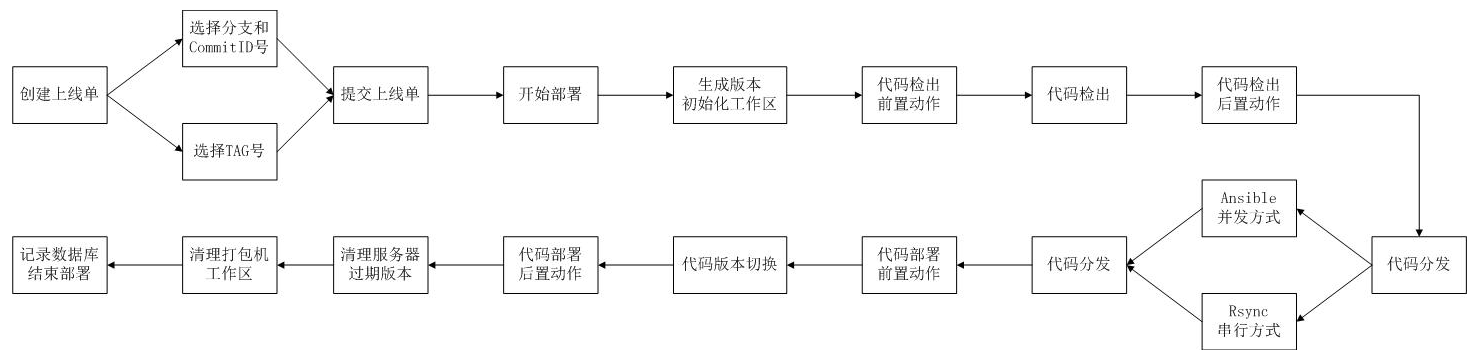 创建上线单
选择分支和
CommitID号
选择TAG号
提交上线单
开始部署
生成版本
初始化工作区
代码检出
前置动作
代码检出
代码检出
后置动作
代码分发
Ansible
并发方式
Rsync
串行方式
代码分发
代码部署
前置动作
代码版本切换
代码部署
后置动作
清理服务器
过期版本
清理打包机
工作区
记录数据库
结束部署